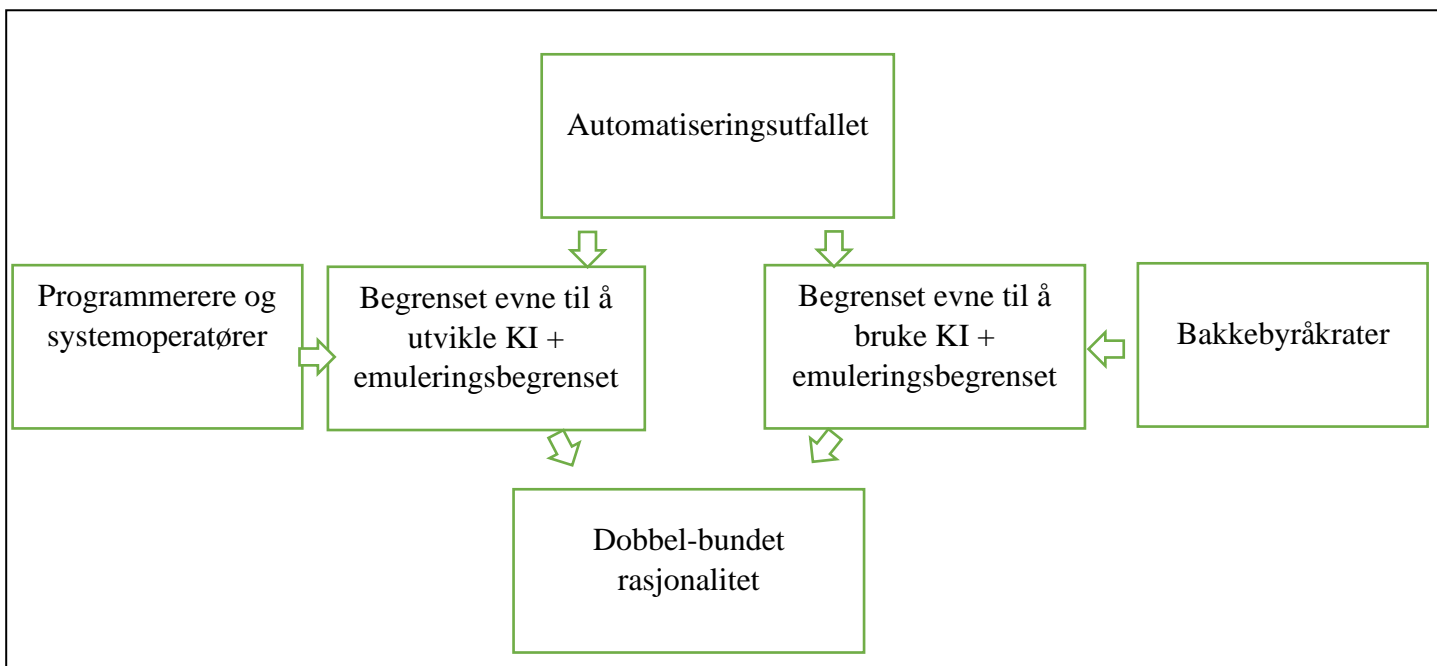 Automatiseringsutfallet
Programmerere og
systemoperatører
Begrenset evne til å
utvikle KI +
emuleringsbegrenset
Begrenset evne til å
bruke KI +
emuleringsbegrenset
Bakkebyråkrater
Dobbel-bundet
rasjonalitet